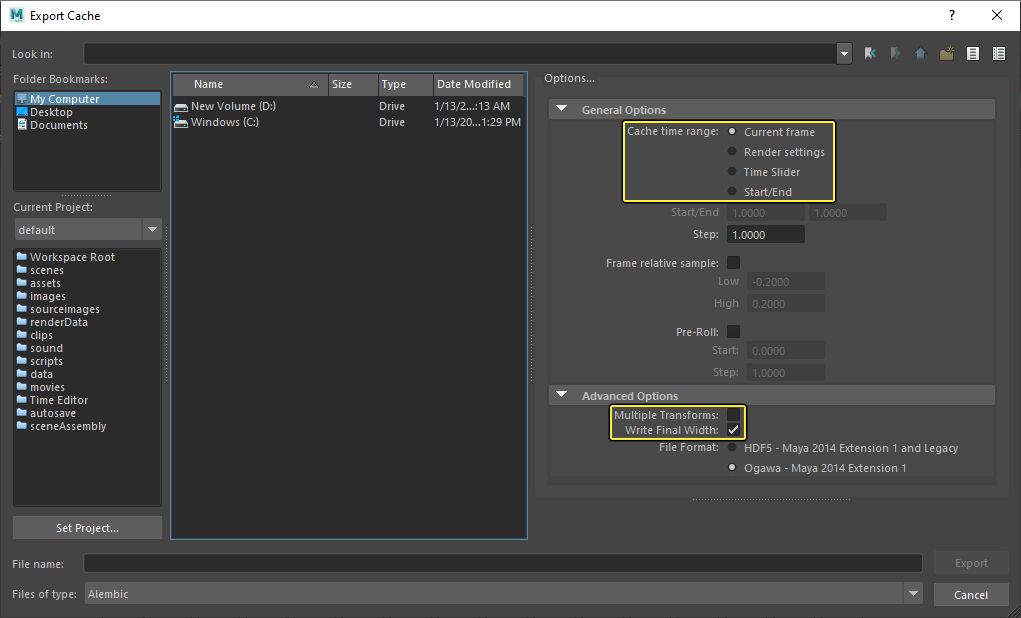 Export Cache
Look in:
Folder Bookmarks:
My Computer
Desktop
Documents
Current Project:
default
Workspace Root
scenes
assets
images
sourceimages
renderData
clips
sound
scripts
data
movies
Time Editor
autosave
sceneAssembly
Set Project...
Name Size Type Date Modified
New Volume (D:) Drive 1/13/2...:13 AM
Windows (C:) Drive 1/13/20...1:29 PM
Options...
General Options
Cache time range: Current frame
Render settings
Time Slider
Start/End
Start/End 1.0000 1.0000
Step: 1.0000
Frame relative sample:
Low -0.2000
High 0.2000
Pre-Roll:
Start: 0.0000
Step: 1.0000
Advanced Options
Multiple Transforms:
Write Final Width:
File Format: HDF5 - Maya 2014 Extension 1 and Legacy
Ogawa - Maya 2014 Extension 1
File name:
Export
Files of type: Alembic
Cancel